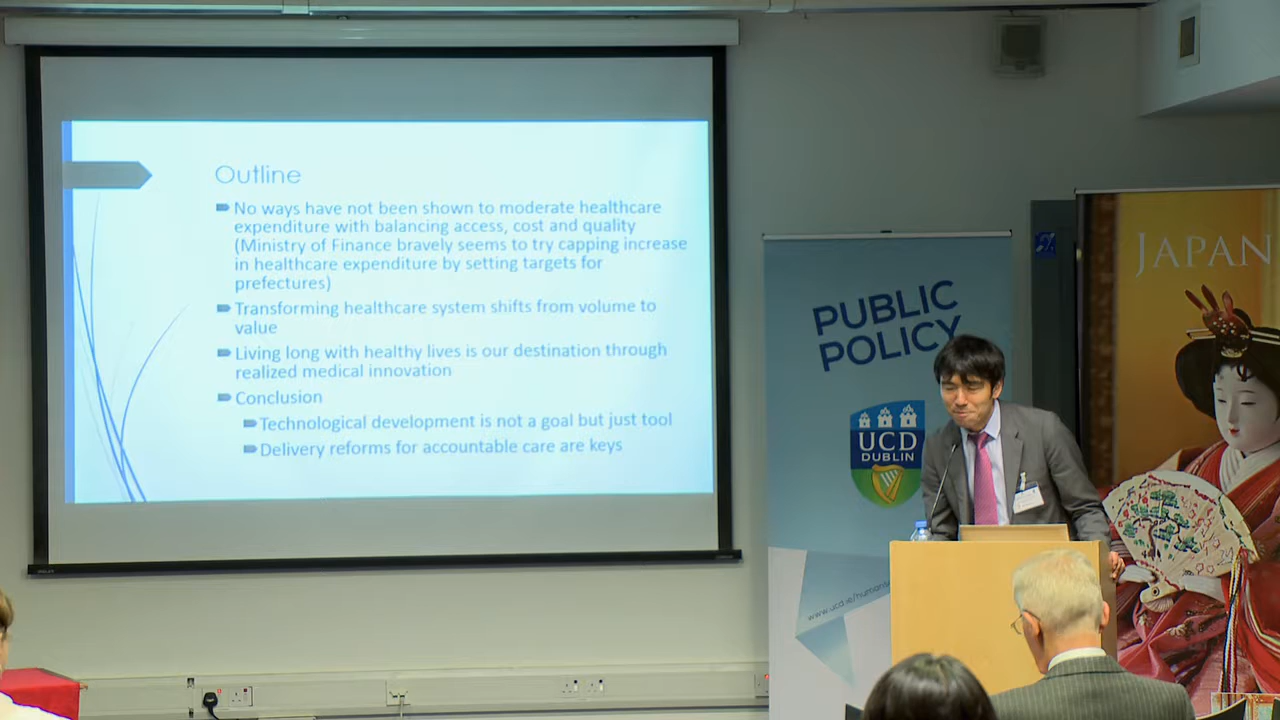 Outline
No ways have not been shown to moderate healthcare
expenditure with balancing access, cost and quality
(Ministry of Finance bravely seems to try capping increase
in healthcare expenditure by setting targets for
prefectures)
Transforming healthcare system shifts from volume to
value
Living long with healthy lives is our destination through
realized medical innovation
Conclusion
Technological development is not a goal but just tool
Delivery reforms for accountable care are keys
PUBLIC
POLICY
UCD
DUBLIN
JAPAN